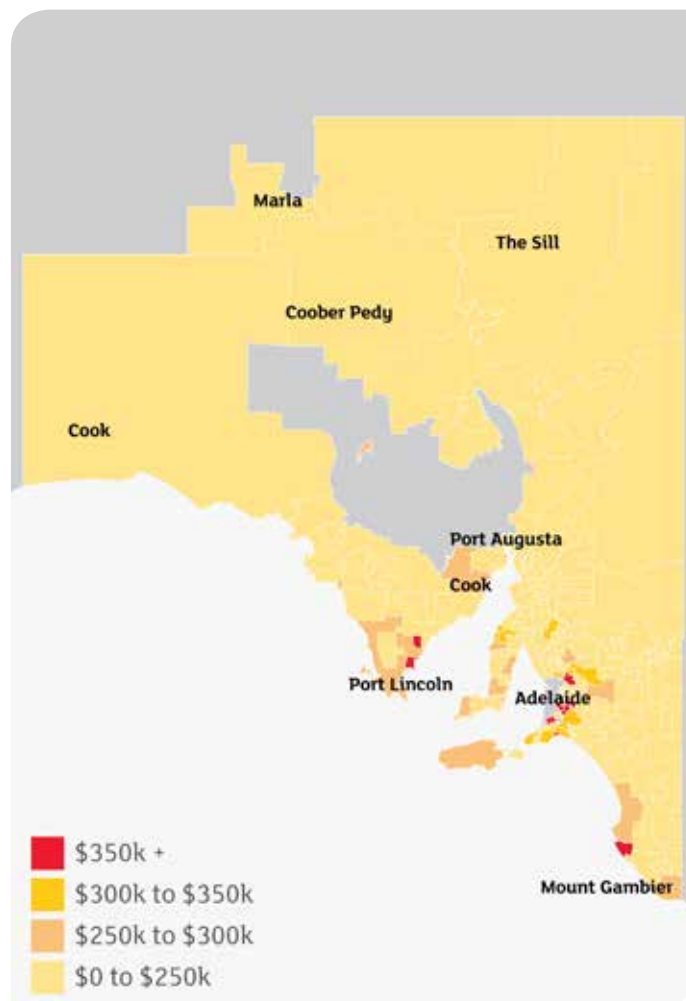 Marla
The Sill
Coober Pedy
Cook
Port Augusta
Cook
Port Lincoln
Adelaide
Mount Gambier
$350k +
$300k to $350k
$250k to $300k
$0 to $250k